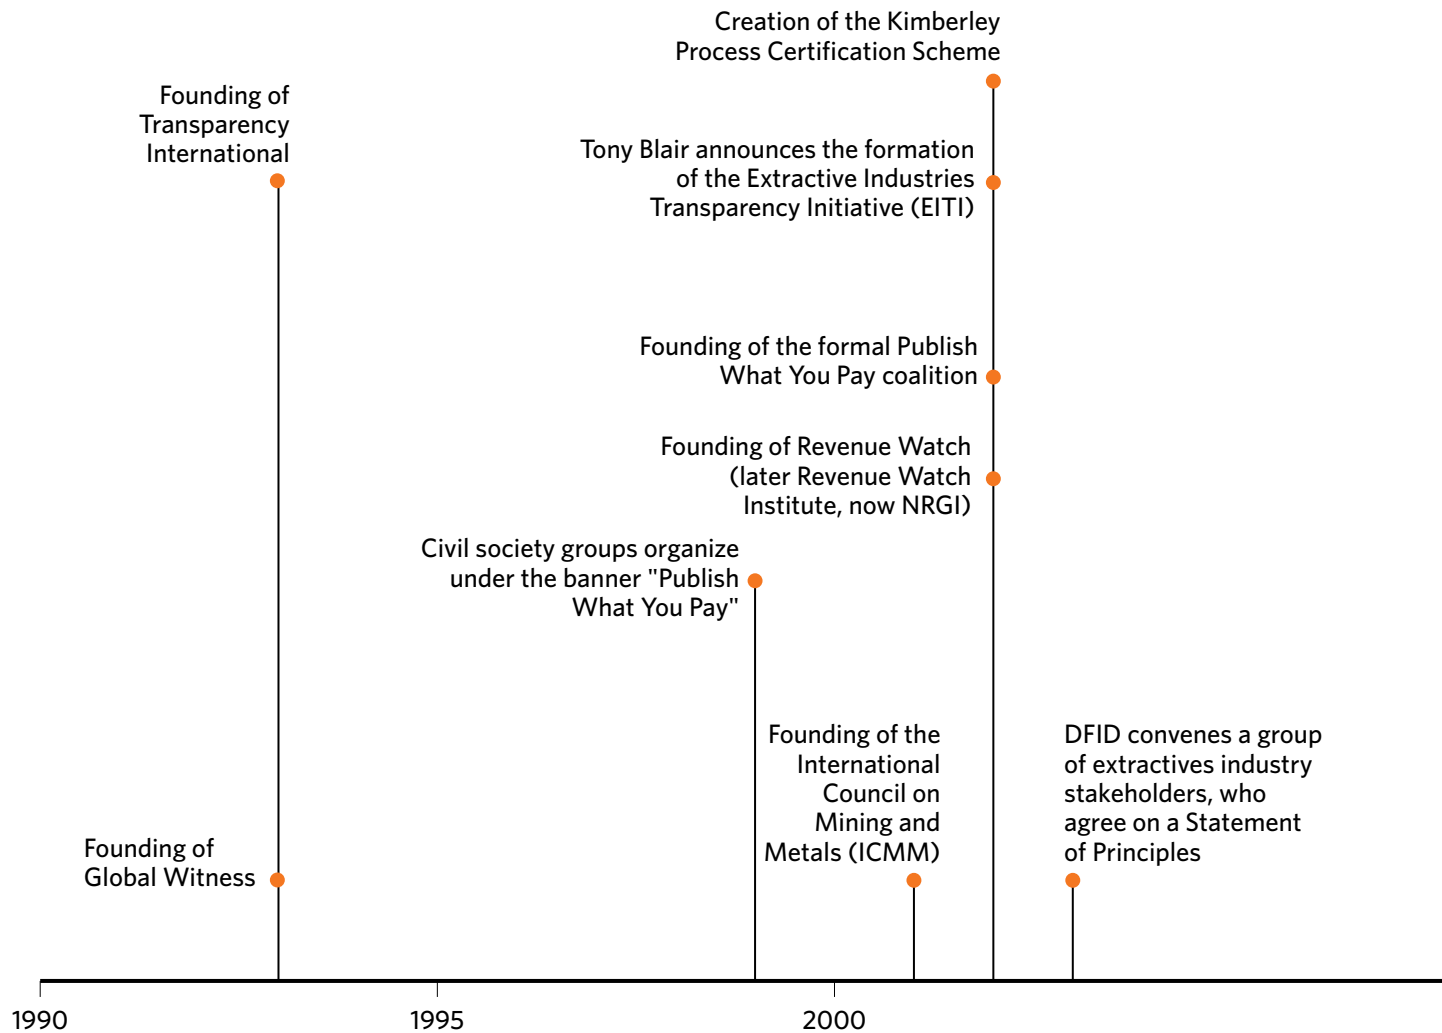 Creation of the Kimberley
Process Certification Scheme
Founding of
Transparency
International
Tony Blair announces the formation
of the Extractive Industries
Transparency Initiative (EITI)
Founding of the formal Publish
What You Pay coalition
Founding of Revenue Watch
(later Revenue Watch
Institute, now NRGI)
Civil society groups organize
under the banner "Publish
What You Pay"
Founding of the
International
Council on
Mining and
Metals (ICMM)
DFID convenes a group
of extractives industry
stakeholders, who
agree on a Statement
of Principles
Founding of
Global Witness
1990
1995
2000